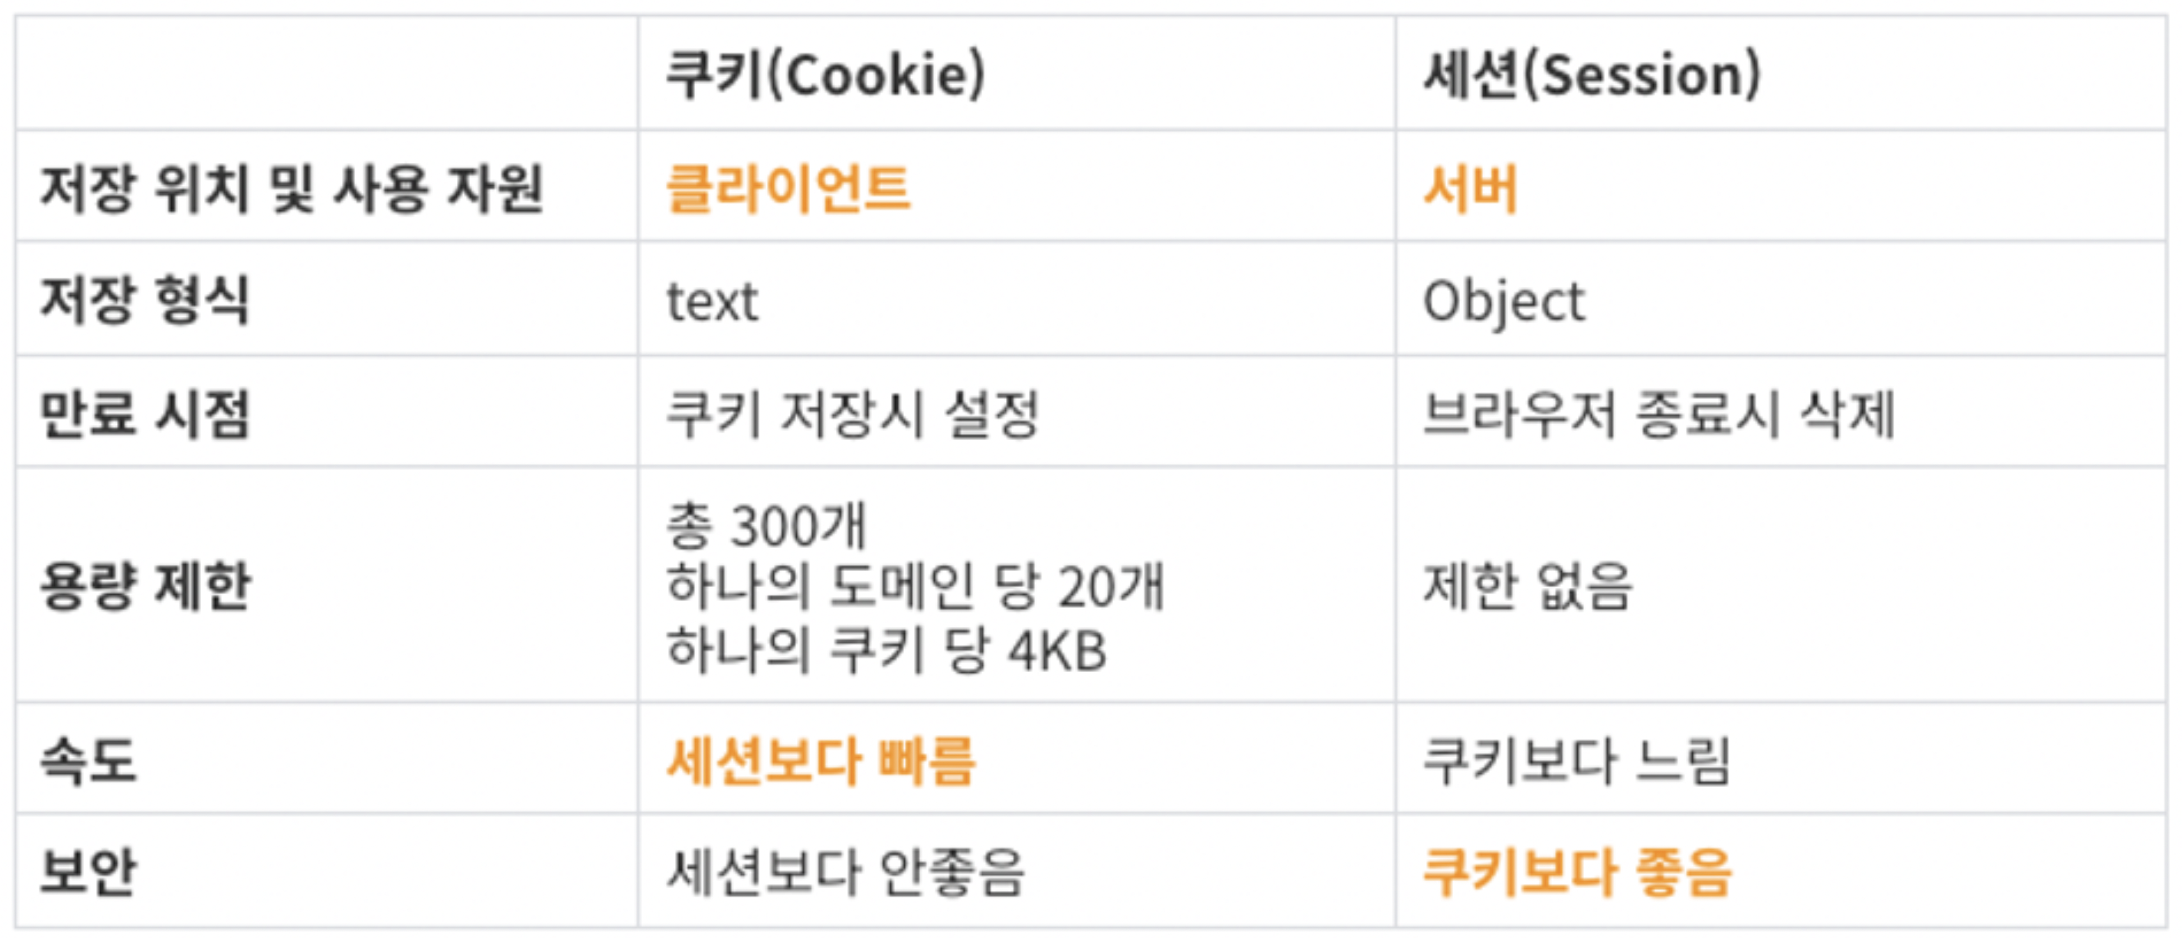 쿠키(Cookie) 세션(Session)
저장 위치 및 사용 자원 클라이언트 서버
저장 형식 text Object
만료 시점 쿠키 저장시 설정 브라우저 종료시 삭제
총 300개
용량 제한 하나의 도메인 당 20개 제한 없음
하나의 쿠키 당 4KB
속도 세션보다 빠름 쿠키보다 느림
보안 세션보다 안좋음 쿠키보다 좋음